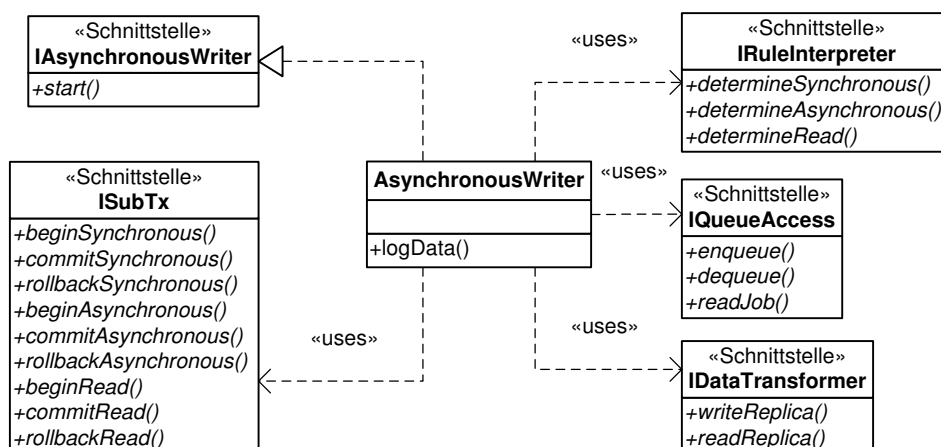 «Schnittstelle»
IAsynchronousWriter
+start()
«uses»
«Schnittstelle»
IRuleInterpreter
+determineSynchronous()
+determineAsynchronous()
+determineRead()
«Schnittstelle»
ISubTx
+beginSynchronous()
+commitSynchronous()
+rollbackSynchronous()
+beginAsynchronous()
+commitAsynchronous()
+rollbackAsynchronous()
+beginRead()
+commitRead()
+rollbackRead()
AsynchronousWriter
+logData()
«uses»
«Schnittstelle»
IQueueAccess
+enqueue()
+dequeue()
+readJob()
«uses»
«uses»
«Schnittstelle»
IDataTransformer
+writeReplica()
+readReplica()